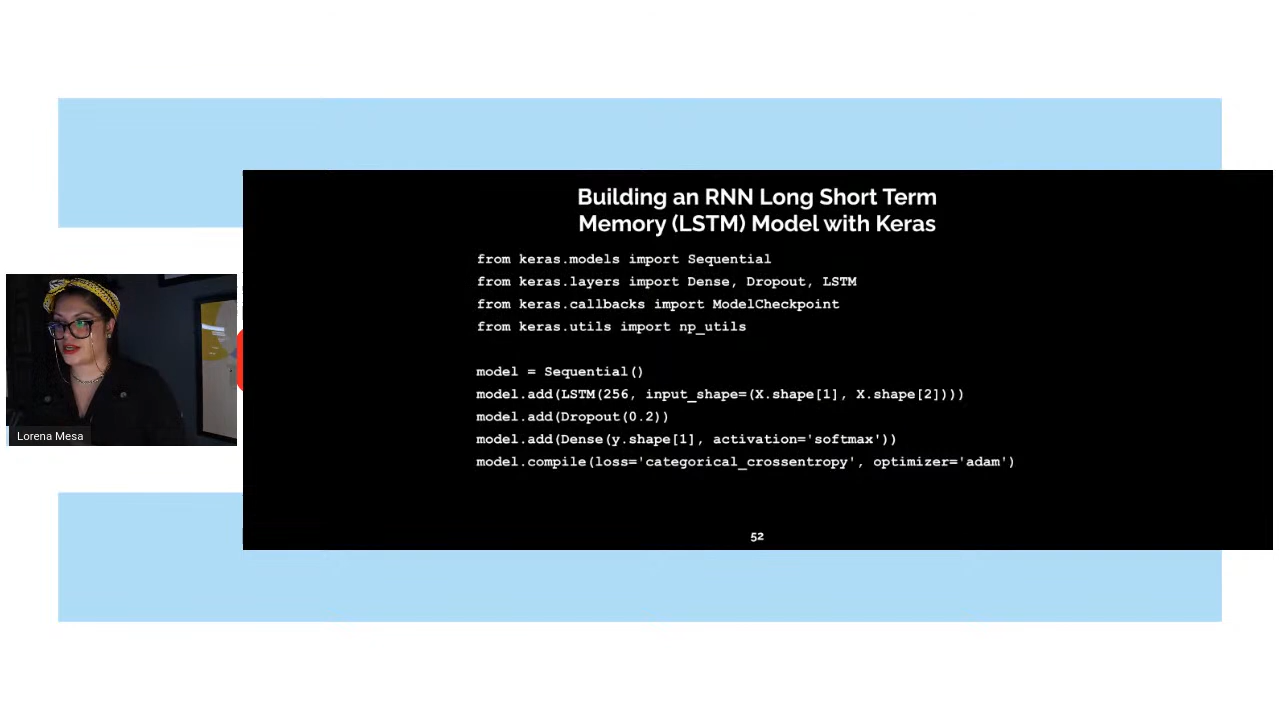 Building an RNN Long Short Term
Memory (LSTM) Model with Keras
from keras.models import Sequential
from keras.layers import Dense, Dropout, LSTM
from keras.callbacks import ModelCheckpoint
from keras.utils import np_utils
model = Sequential()
model.add(LSTM(256, input_shape=(X.shape[1], X.shape[2])))
model.add(Dropout(0.2))
model.add(Dense(y.shape[1], activation='softmax'))
model.compile(loss='categorical_crossentropy', optimizer='adam')
Lorena Mesa
52